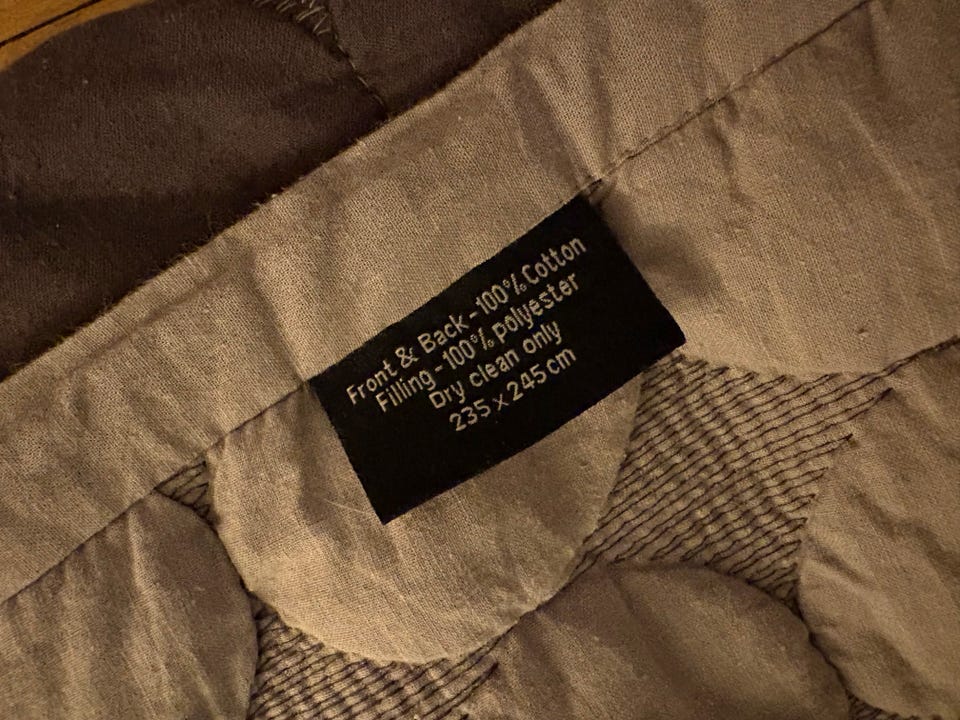 Front & Back - 100% Cotton
Filling - 100% polyester
Dry clean only
235 x 245 cm